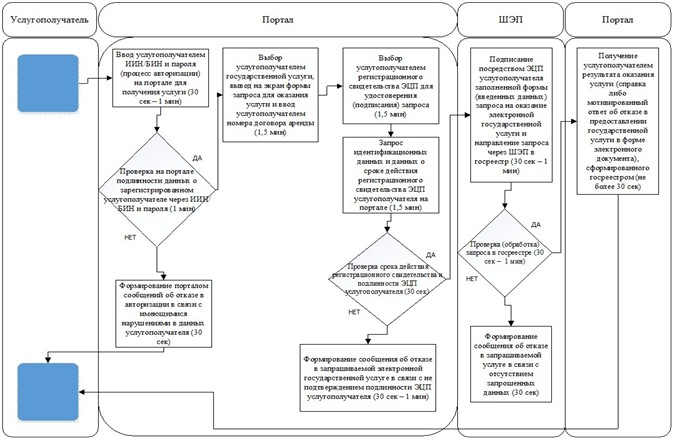 Услугополучатель
Портал
ШЭП
Портал
Ввод услугополучателем
ИИН/БИН и пароля
(процесс авторизации)
на портале для
получения услуги (30
сек – 1 мин)
Проверка на портале
подлинности данных о
зарегистрированном
услугополучателе через ИИН/
БИН и пароля (1 мин)
ДА
НЕТ
Формирование порталом
сообщений об отказе в
авторизации в связи с
имеющимися
нарушениями в данных
услугополучателя (30
сек)
Выбор
услугополучателем
государственной услуги,
вывод на экран формы
запроса для оказания
услуги и ввод
услугополучателем
номера договора аренды
(1,5 мин)
Выбор
услугополучателем
регистрационного
свидетельства ЭЦП для
удостоверения
(подписания) запроса
(1,5 мин)
Запрос
идентификационных
данных и данных о
сроке действия
регистрационного
свидетельства ЭЦП
услугополучателя на
портале (1,5 мин)
Проверка срока действия
регистрационного свидетельства и
подлинности ЭЦП
услугополучателя (30 сек)
ДА
НЕТ
Формирование сообщения об отказе
в запрашиваемой электронной
государственной услуге в связи с не
подтверждением подлинности ЭЦП
услугополучателя (30 сек – 1 мин)
Подписание
посредством ЭЦП
услугополучателя
заполненной формы
(введенных данных)
запроса на оказание
электронной
государственной
услуги и
направление запроса
через ШЭП в
госреестр (30 сек – 1
мин)
ДА
Проверка (обработка)
запроса в госреестре (30
сек – 1 мин)
НЕТ
Формирование
сообщения об отказе
в запрашиваемой
услуге в связи с
отсутствием
запрошенных
данных (30 сек)
Получение
услугополучателем
результата оказания
услуги (справка
либо
мотивированный
ответ об отказе в
предоставлении
государственной
услуги в форме
электронного
документа),
сформированного
госреестром (не
более 30 сек)